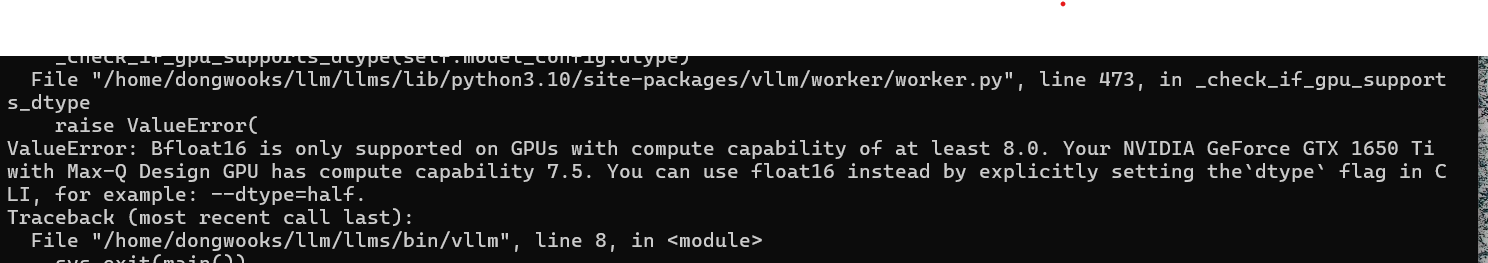 _check_if_gpu_supports_dtype(self.model_config.dtype)
  File "/home/dongwooks/llm/llms/lib/python3.10/site-packages/vllm/worker/worker.py", line 473, in _check_if_gpu_support
s_dtype
    raise ValueError(
ValueError: Bfloat16 is only supported on GPUs with compute capability of at least 8.0. Your NVIDIA GeForce GTX 1650 Ti
with Max-Q Design GPU has compute capability 7.5. You can use float16 instead by explicitly setting the`dtype` flag in C
LI, for example: --dtype=half.
Traceback (most recent call last):
  File "/home/dongwooks/llm/llms/bin/vllm", line 8, in <module>
    sys.exit(main())